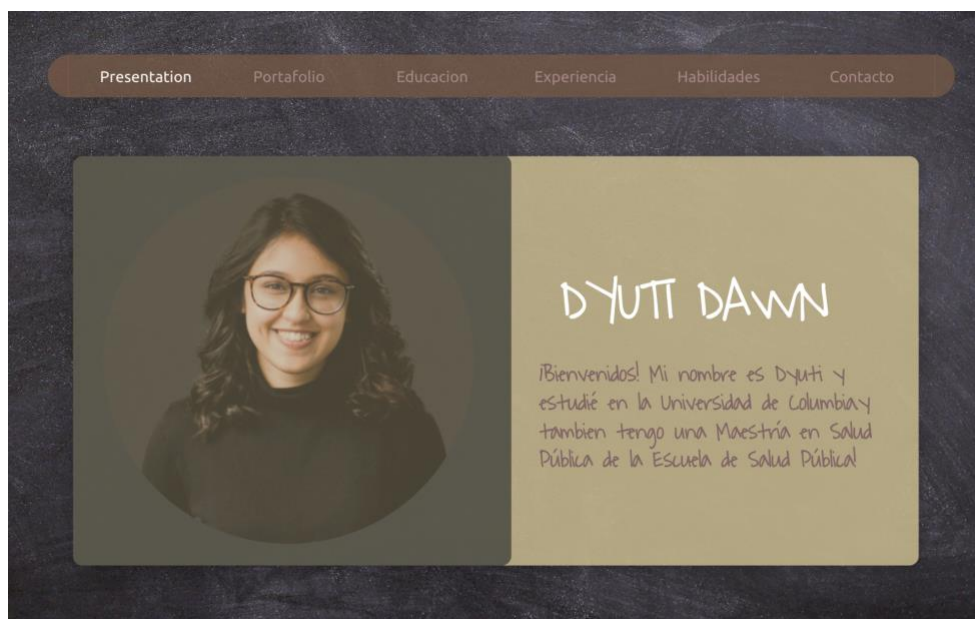 Presentation Portafolio Educacion Experiencia Habilidades Contacto
DYUTI DAWN
¡Bienvenidos! Mi nombre es Dyuti y
estudié en la Universidad de Columbia y
tambien tengo una Maestría en Salud
Pública de la Escuela de Salud Pública!